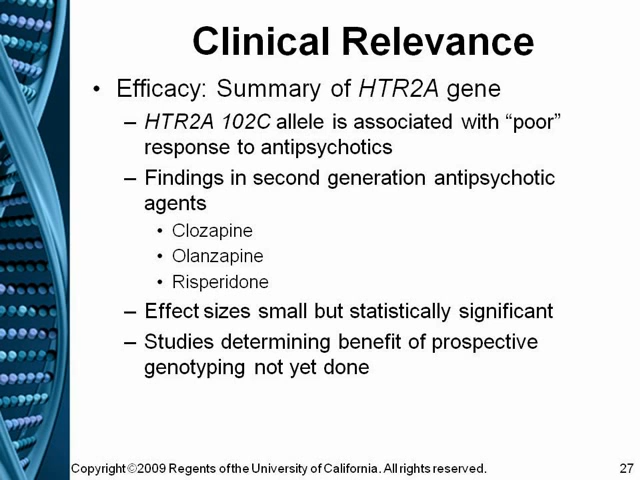 Clinical Relevance
• Efficacy: Summary of HTR2A gene
– HTR2A 102C allele is associated with “poor”
response to antipsychotics
– Findings in second generation antipsychotic
agents
• Clozapine
• Olanzapine
• Risperidone
– Effect sizes small but statistically significant
– Studies determining benefit of prospective
genotyping not yet done
Copyright ©2009 Regents of the University of California. All rights reserved. 27